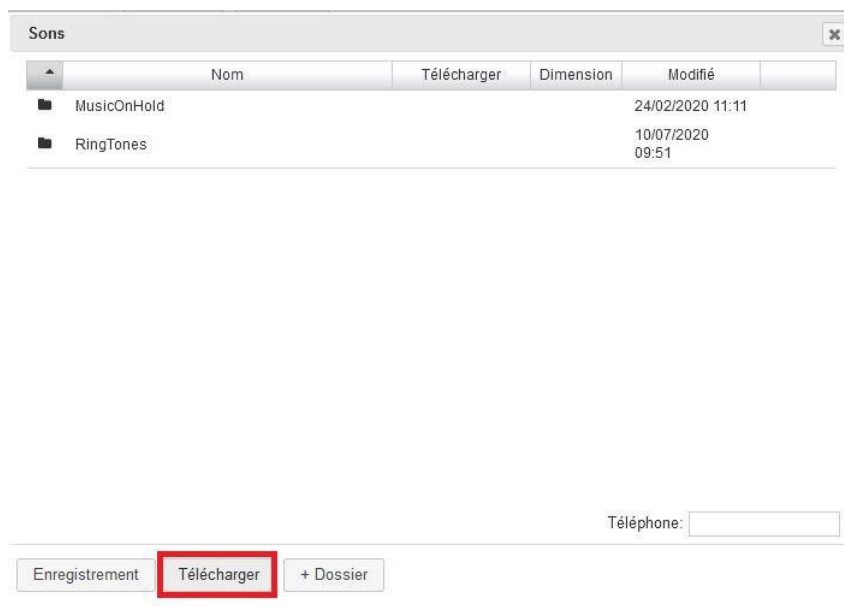 Sons
Nom Télécharger Dimension Modifié
MusicOnHold 24/02/2020 11:11
RingTones 10/07/2020
09:51
Téléphone:
Enregistrement Télécharger + Dossier